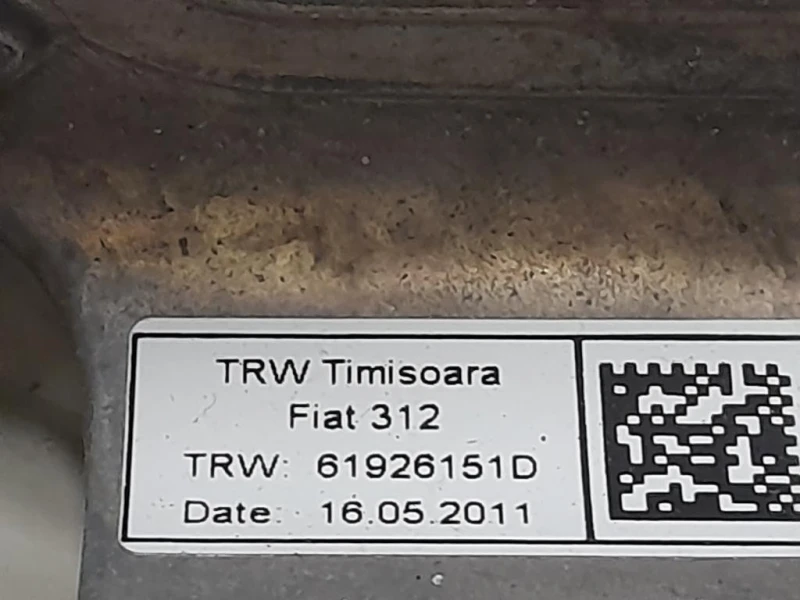 TRW Timisoara
Fiat 312
TRW: 61926151D
Date: 16.05.2011